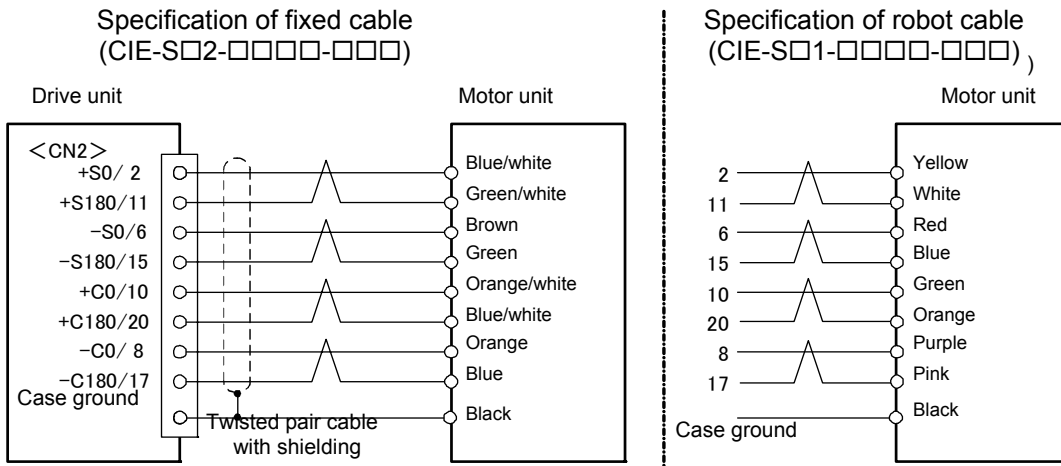 Specification of fixed cable
(CIE-S□2-□□□□-□□□)
Drive unit
Motor unit
<CN2>
+S0/ 2
+S180/11
−S0/6
−S180/15
+C0/10
+C180/20
−C0/ 8
−C180/17
Case ground
Blue/white
Green/white
Brown
Green
Orange/white
Blue/white
Orange
Blue
Black
Twisted pair cable
with shielding
Specification of robot cable
(CIE-S□1-□□□□-□□□) )
Motor unit
2
11
6
15
10
20
8
17
Case ground
Yellow
White
Red
Blue
Green
Orange
Purple
Pink
Black